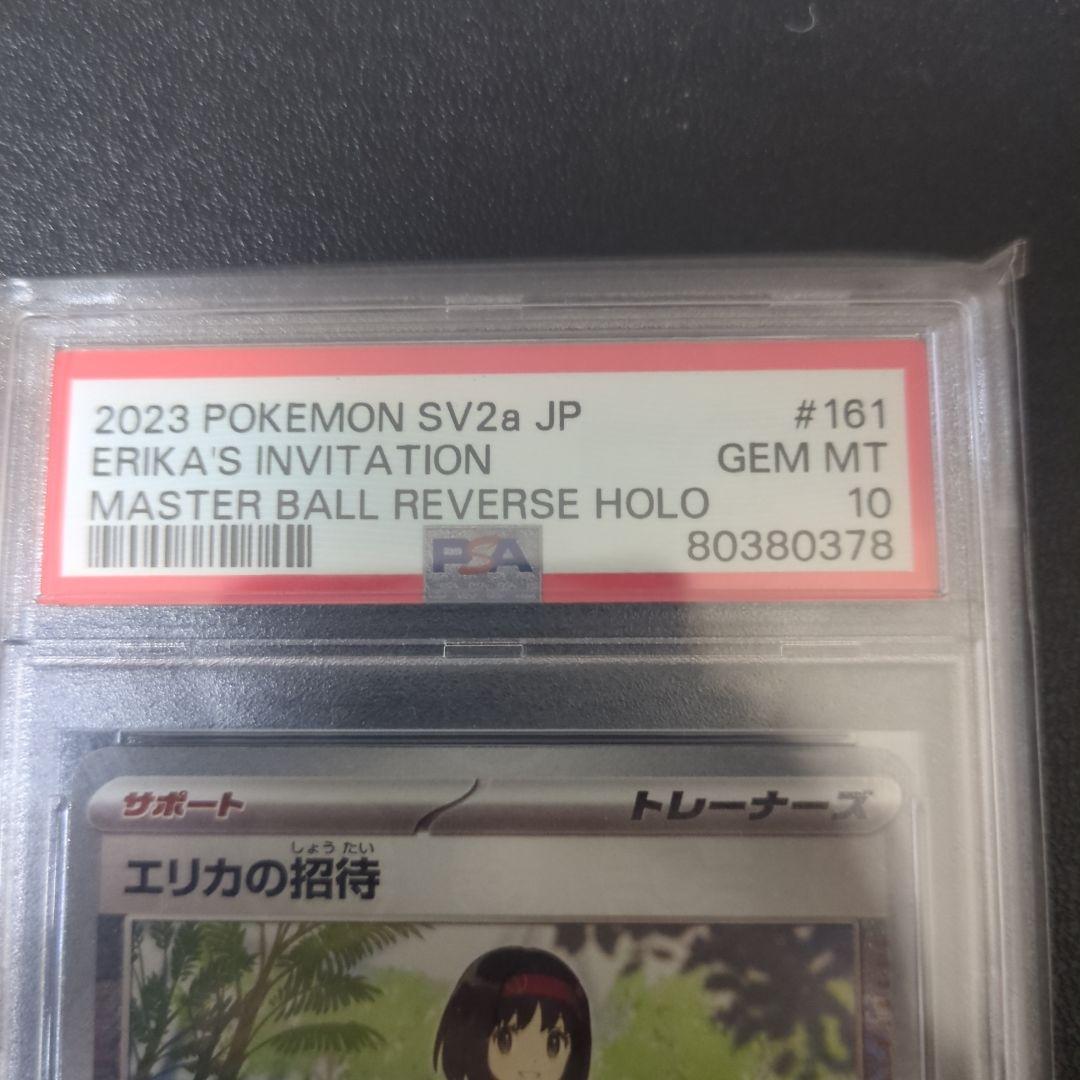 2023 POKEMON SV2a JP #161
ERIKA'S INVITATION GEM MT
MASTER BALL REVERSE HOLO 10
PSA 80380378
サポート トレーナーズ
しょうたい
エリカの招待